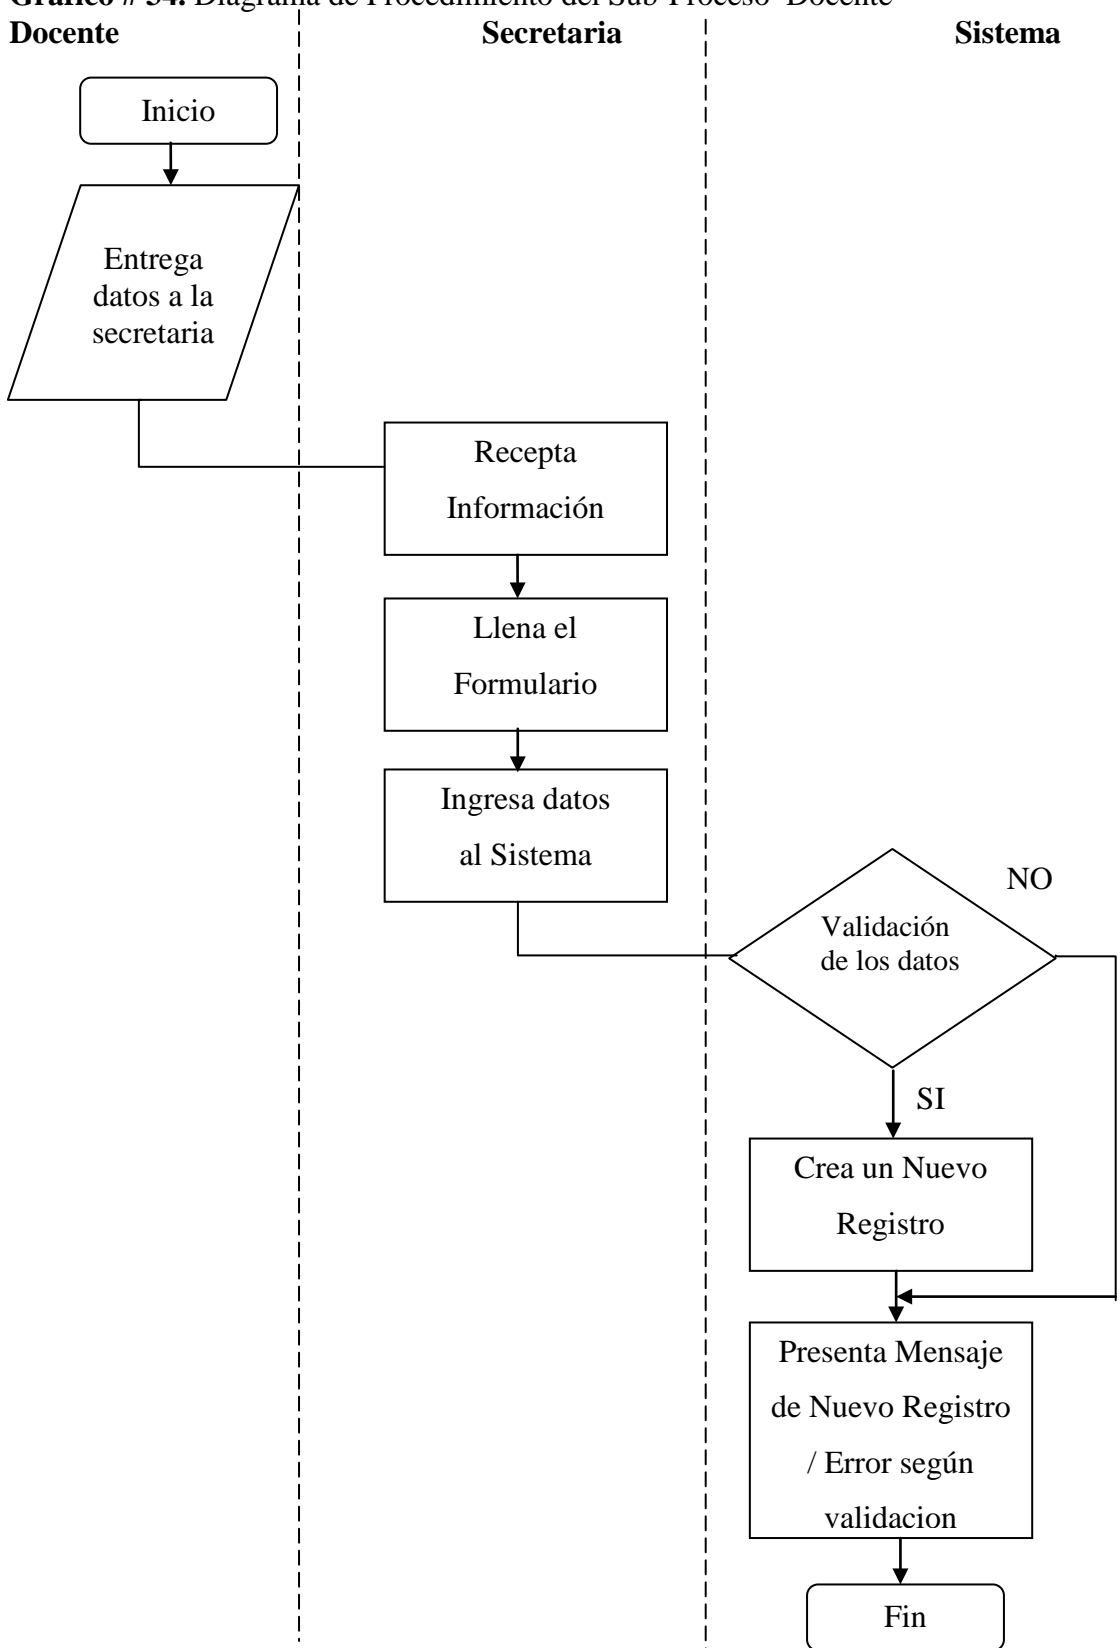 Gráfico # 34. Diagrama de Procedimiento del Sub-Proceso Docente
Docente Secretaria Sistema
Inicio
Entrega
datos a la
secretaria
Recepta
Información
Llena el
Formulario
Ingresa datos
al Sistema
NO
Validación
de los datos
SI
Crea un Nuevo
Registro
Presenta Mensaje
de Nuevo Registro
/ Error según
validacion
Fin